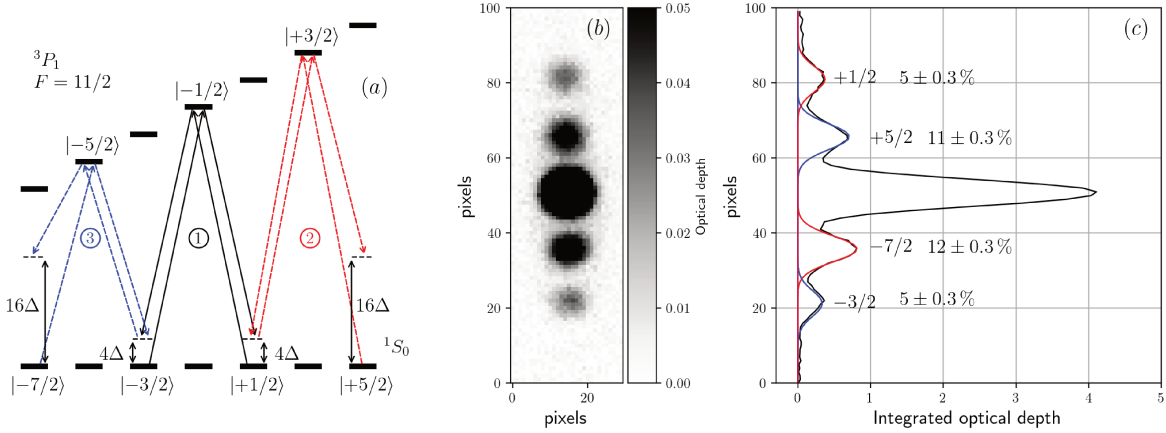 ³P₁
F = 11/2
(a)
|+3/2⟩
|−1/2⟩
|−5/2⟩
3
1
2
16Δ
4Δ
4Δ
16Δ
¹S₀
|−7/2⟩
|−3/2⟩
|+1/2⟩
|+5/2⟩
(b)
100
80
60
40
20
0
pixels
0
20
pixels
0.05
0.04
0.03
0.02
0.01
0.00
Optical depth
(c)
100
80
60
40
20
0
pixels
+1/2 5 ± 0.3 %
+5/2 11 ± 0.3 %
−7/2 12 ± 0.3 %
−3/2 5 ± 0.3 %
0 1 2 3 4 5
Integrated optical depth